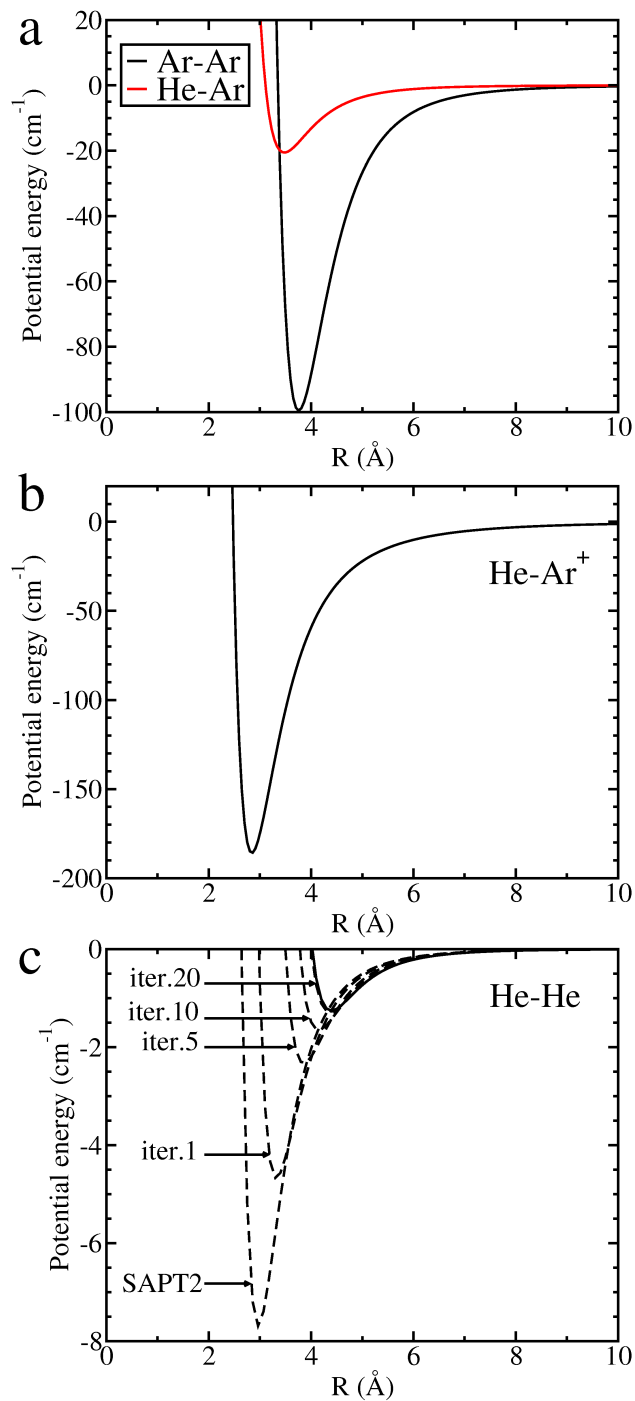 a
20
0
-20
-40
-60
-80
-100
Potential energy (cm-1)
Ar-Ar
He-Ar
0 2 4 6 8 10
R (Å)
b
0
-50
-100
-150
-200
Potential energy (cm-1)
He-Ar+
0 2 4 6 8 10
R (Å)
c
0
-2
-4
-6
-8
Potential energy (cm-1)
iter.20
iter.10
iter.5
iter.1
SAPT2
He-He
0 2 4 6 8 10
R (Å)